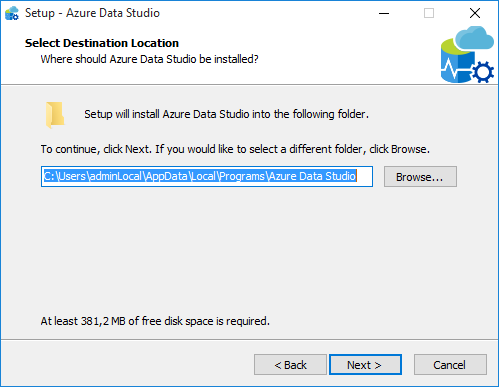 Setup - Azure Data Studio
Select Destination Location
Where should Azure Data Studio be installed?
Setup will install Azure Data Studio into the following folder.
To continue, click Next. If you would like to select a different folder, click Browse.
C:\Users\adminLocal\AppData\Local\Programs\Azure Data Studio
Browse...
At least 381,2 MB of free disk space is required.
< Back
Next >
Cancel